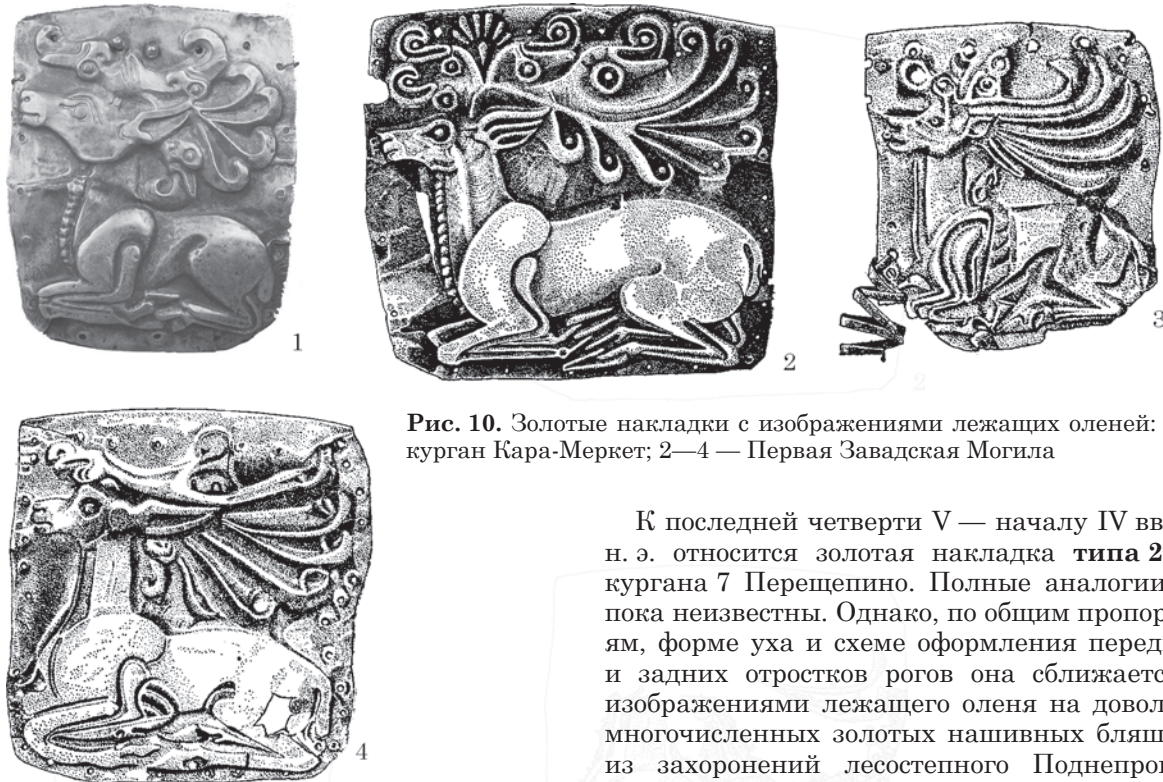 1
2
3
4
Рис. 10. Золотые накладки с изображениями лежащих оленей:
курган Кара-Меркет; 2—4 — Первая Завадская Могила
К последней четверти V — началу IV вв
н. э. относится золотая накладка типа 2
кургана 7 Перещепино. Полные аналогии
пока неизвестны. Однако, по общим пропор
ям, форме уха и схеме оформления перед
и задних отростков рогов она сближаетс
изображениями лежащего оленя на довол
многочисленных золотых нашивных бляш
из захоронений лесостепного Поднепров